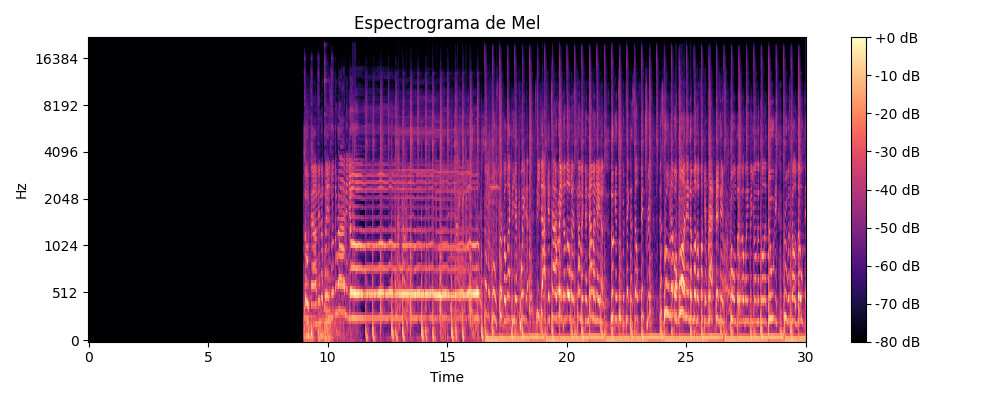 Espectrograma de Mel
Hz
16384
8192
4096
2048
1024
512
0
0 5 10 15 20 25 30
Time
+0 dB
-10 dB
-20 dB
-30 dB
-40 dB
-50 dB
-60 dB
-70 dB
-80 dB